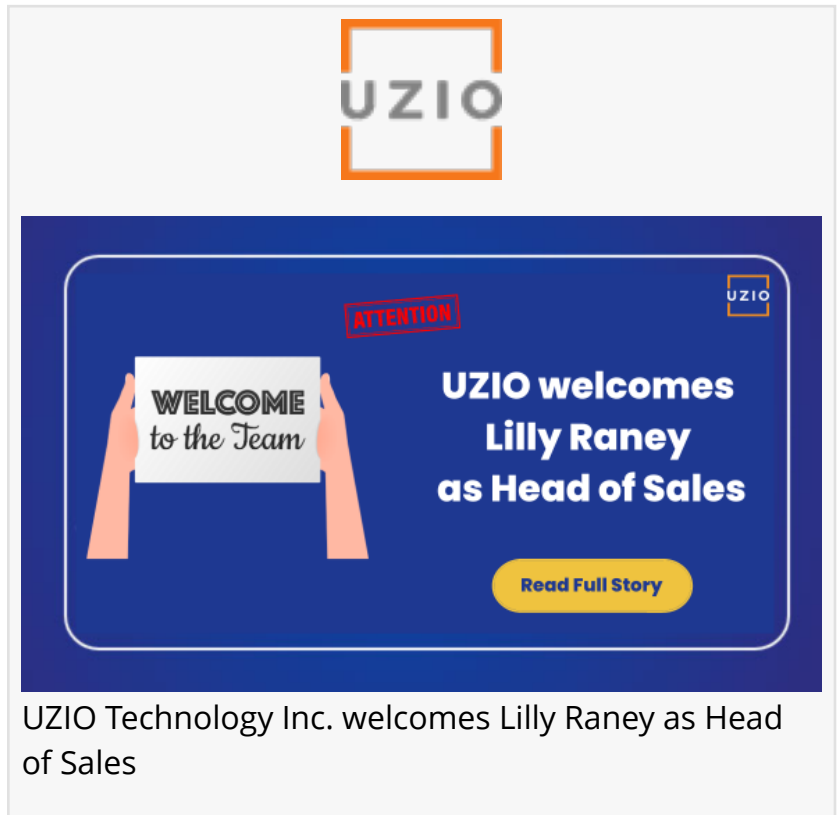 UZIO
UZIO
ATTENTION
WELCOME
to the Team
UZIO welcomes
Lilly Raney
as Head of Sales
Read Full Story
UZIO Technology Inc. welcomes Lilly Raney as Head
of Sales